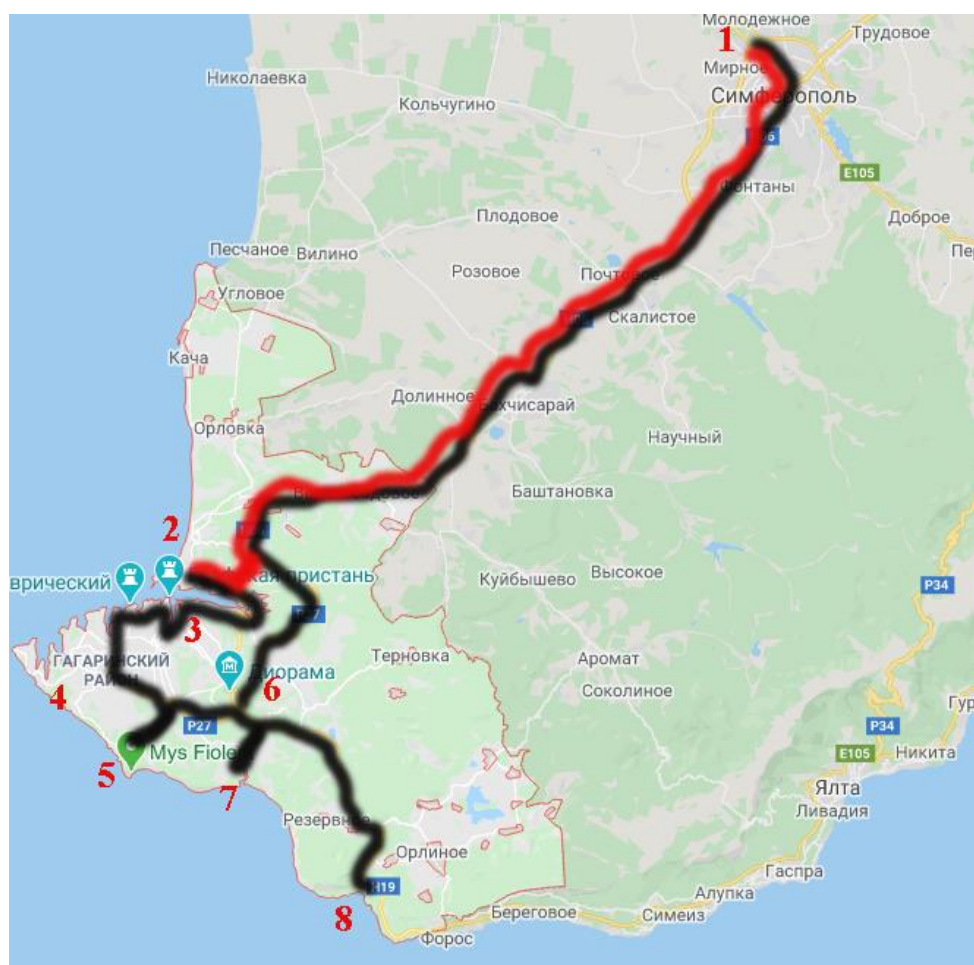 Молодежное
1
Трудовое
Мирное
Николаевка
Симферополь
Кольчугино
E105
Фонтаны
Плодовое
Доброе
Песчаное
Вилино
Розовое
Почтовое
Угловое
Скалистое
Кача
Долинное
Бахчисарай
Орловка
Научный
Баштановка
2
врический
пристань
Куйбышево
Высокое
P34
3
ГАГАРИНСКИЙ
РАЙОН
Диорама
Терновка
Аромат
6
4
Соколиное
P27
P34
Mys Fiolent
5
E105
Никита
7
Ялта
Резервное
Ливадия
Орлиное
Гаспра
H19
Алупка
8
Береговое
Симеиз
Форос